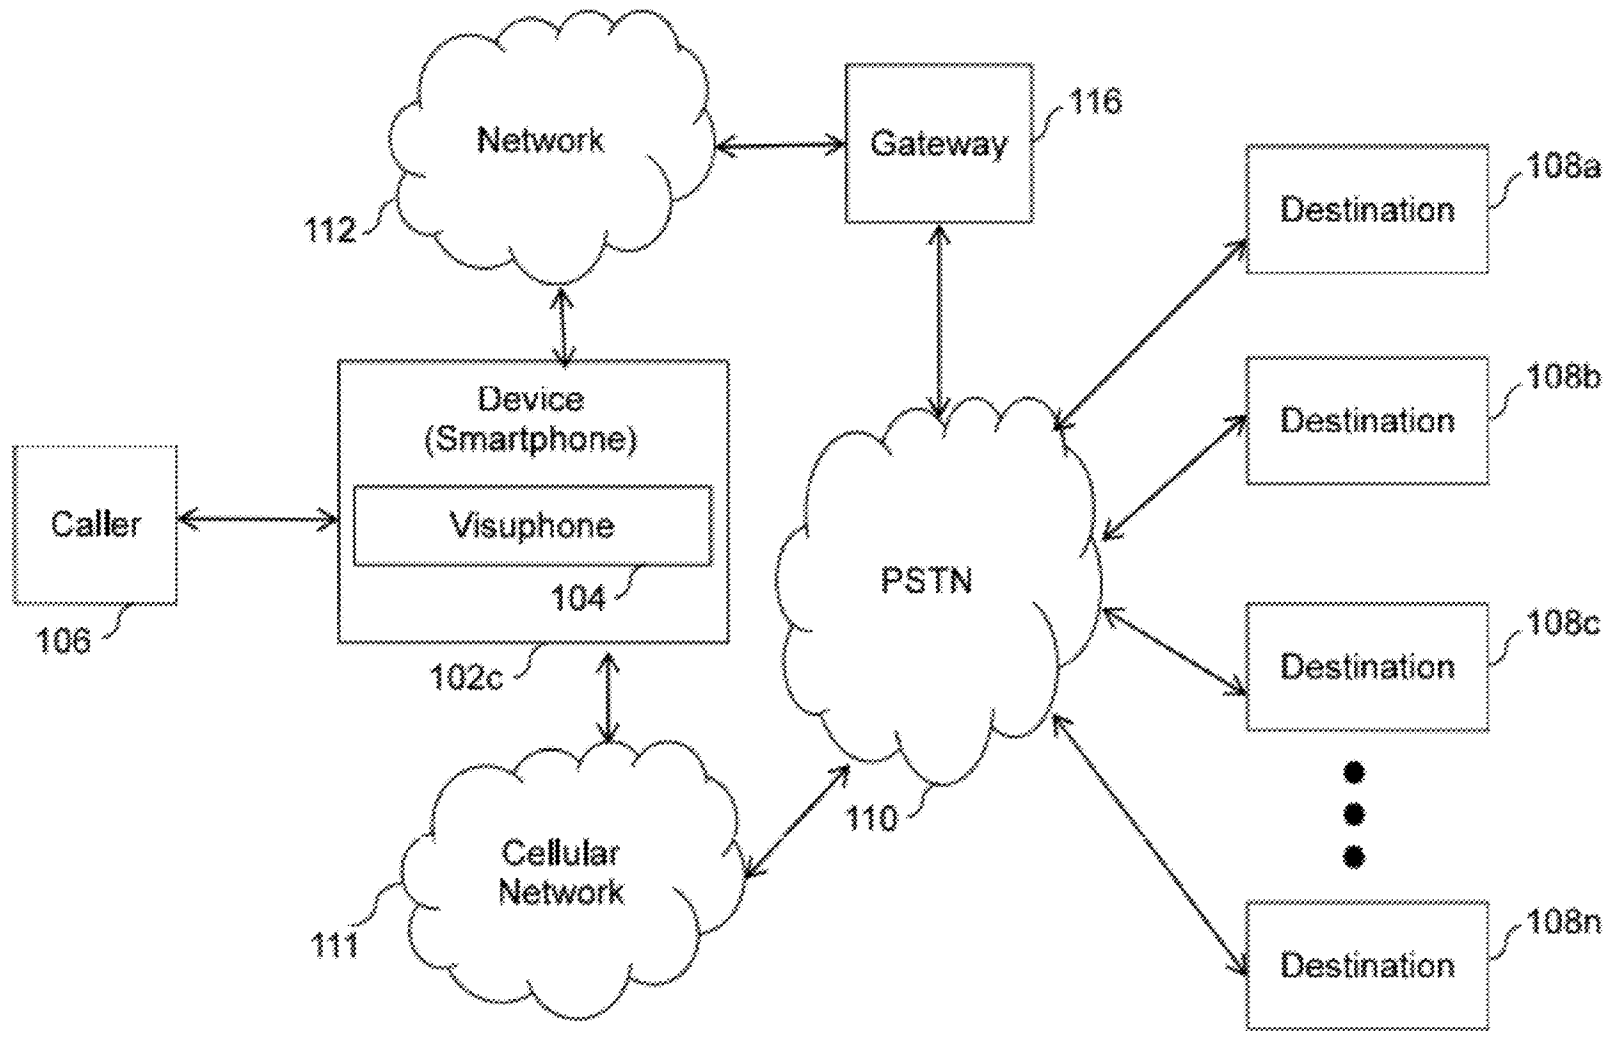 Network
112
Gateway
116
Destination
108a
Device
(Smartphone)
Visuphone
104
102c
Caller
106
PSTN
110
Destination
108b
Destination
108c
Cellular
Network
111
Destination
108n